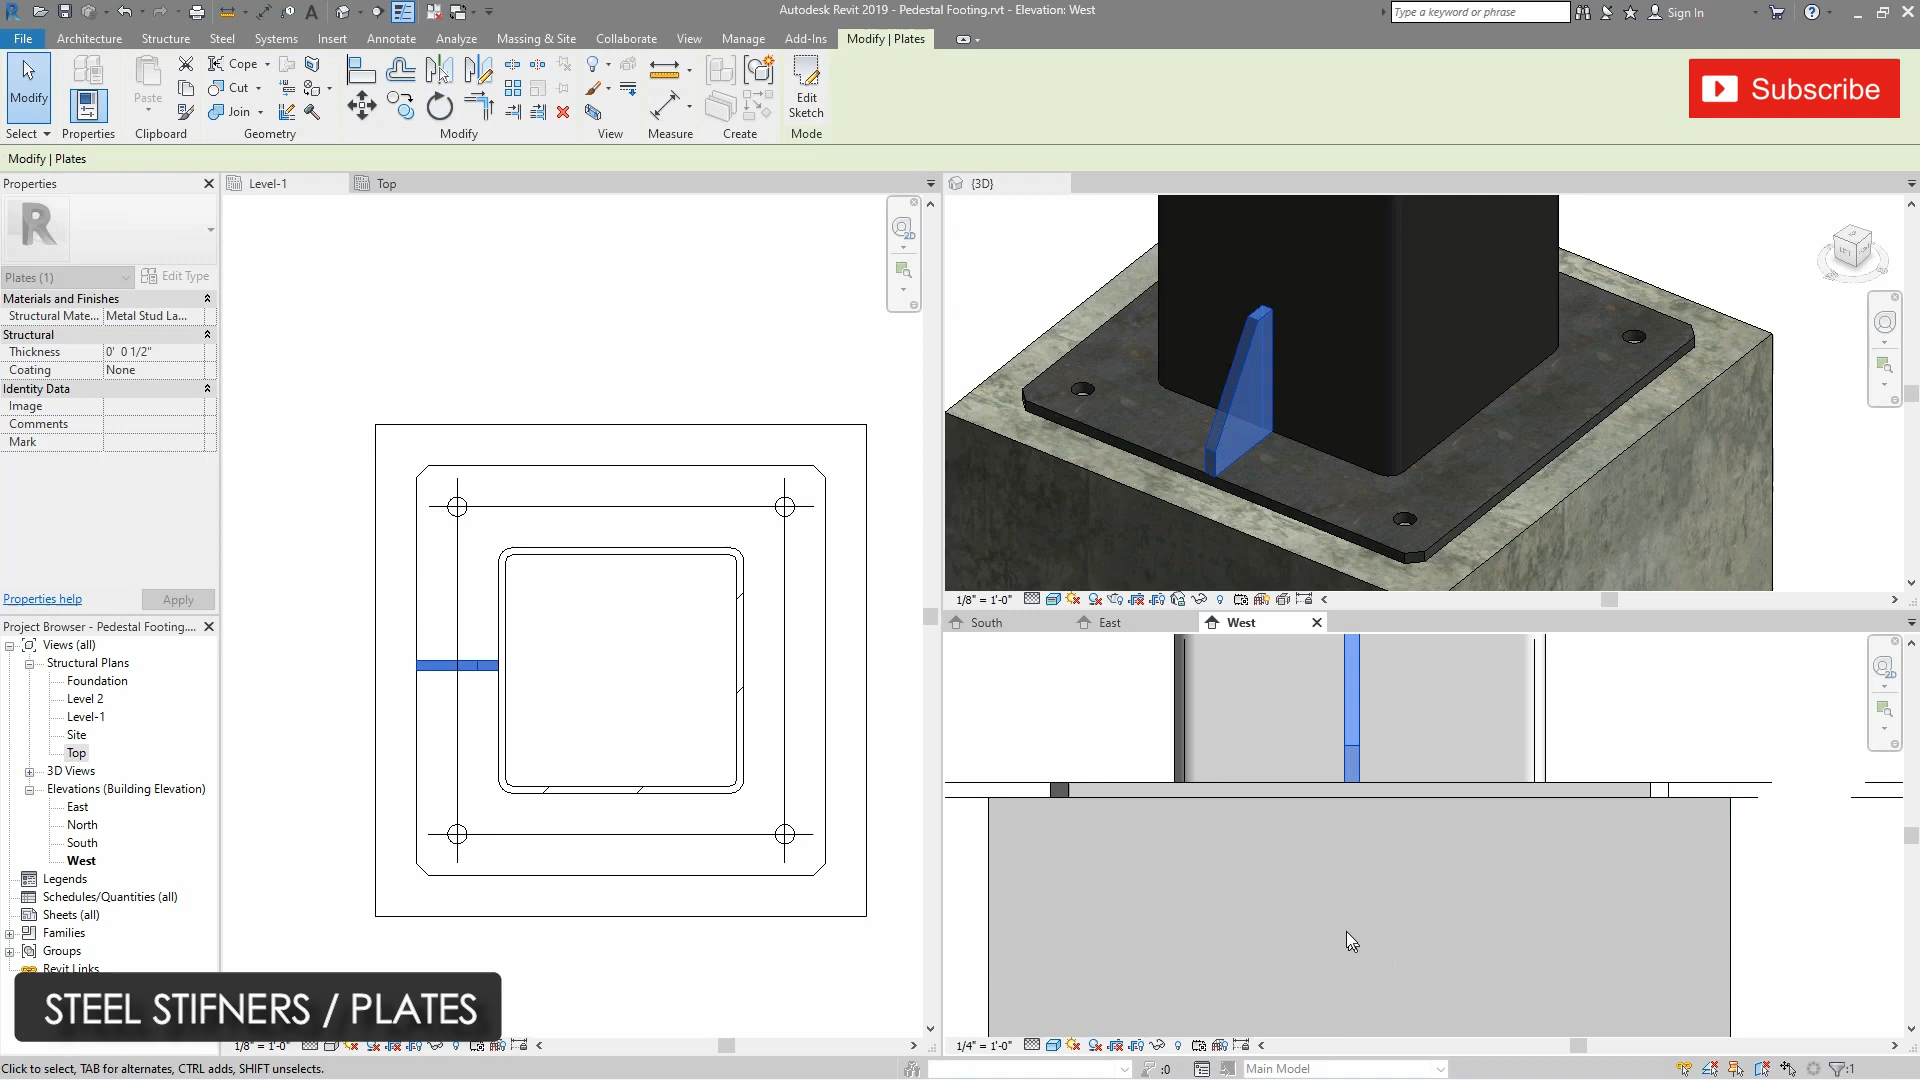 Autodesk Revit 2019 - Pedestal Footing.rvt - Elevation: West
Type a keyword or phrase
Sign In
File
Architecture
Structure
Steel
Systems
Insert
Annotate
Analyze
Massing & Site
Collaborate
View
Manage
Add-Ins
Modify | Plates
Modify
Paste
Cope
Cut
Join
Edit
Sketch
Select
Properties
Clipboard
Geometry
Modify
View
Measure
Create
Mode
Subscribe
Modify | Plates
Properties
R
Plates (1)
Edit Type
Materials and Finishes
Structural Mate... Metal Stud La...
Structural
Thickness 0' 0 1/2"
Coating None
Identity Data
Image
Comments
Mark
Properties help
Apply
Project Browser - Pedestal Footing....
Views (all)
Structural Plans
Foundation
Level 2
Level-1
Site
Top
3D Views
Elevations (Building Elevation)
East
North
South
West
Legends
Schedules/Quantities (all)
Sheets (all)
Families
Groups
Revit Links
Level-1
Top
2D
1/8" = 1'-0"
{3D}
1/8" = 1'-0"
South
East
West
2D
1/4" = 1'-0"
STEEL STIFNERS / PLATES
Click to select, TAB for alternates, CTRL adds, SHIFT unselects.
:0
Main Model
:1